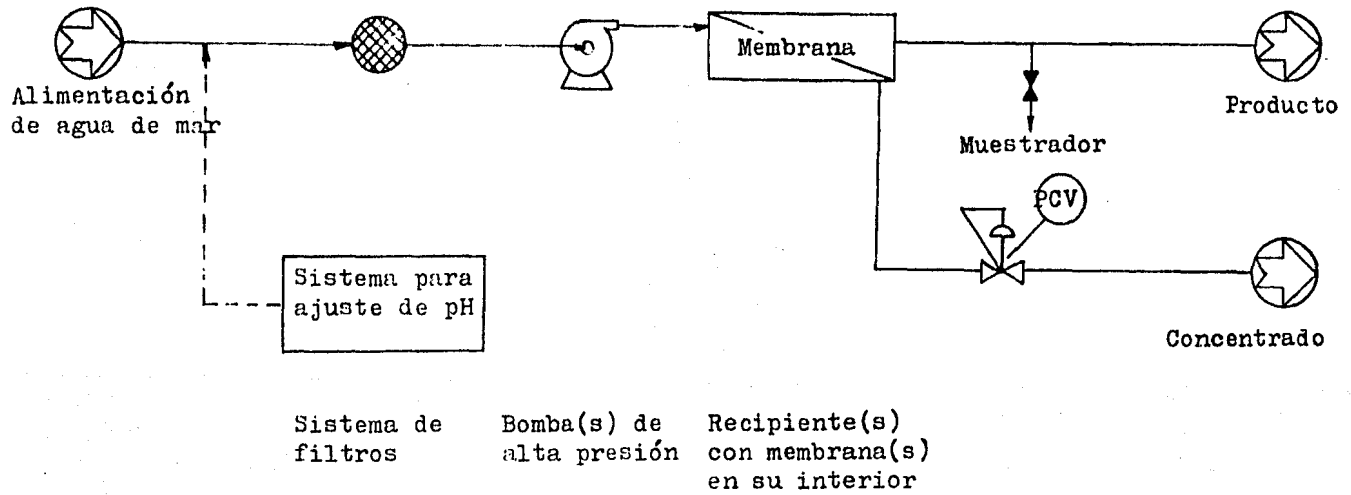 Alimentación
de agua de mar
Membrana
Producto
Muestrador
PCV
Sistema para
ajuste de pH
Concentrado
Sistema de
filtros
Bomba(s) de
alta presión
Recipiente(s)
con membrana(s)
en su interior